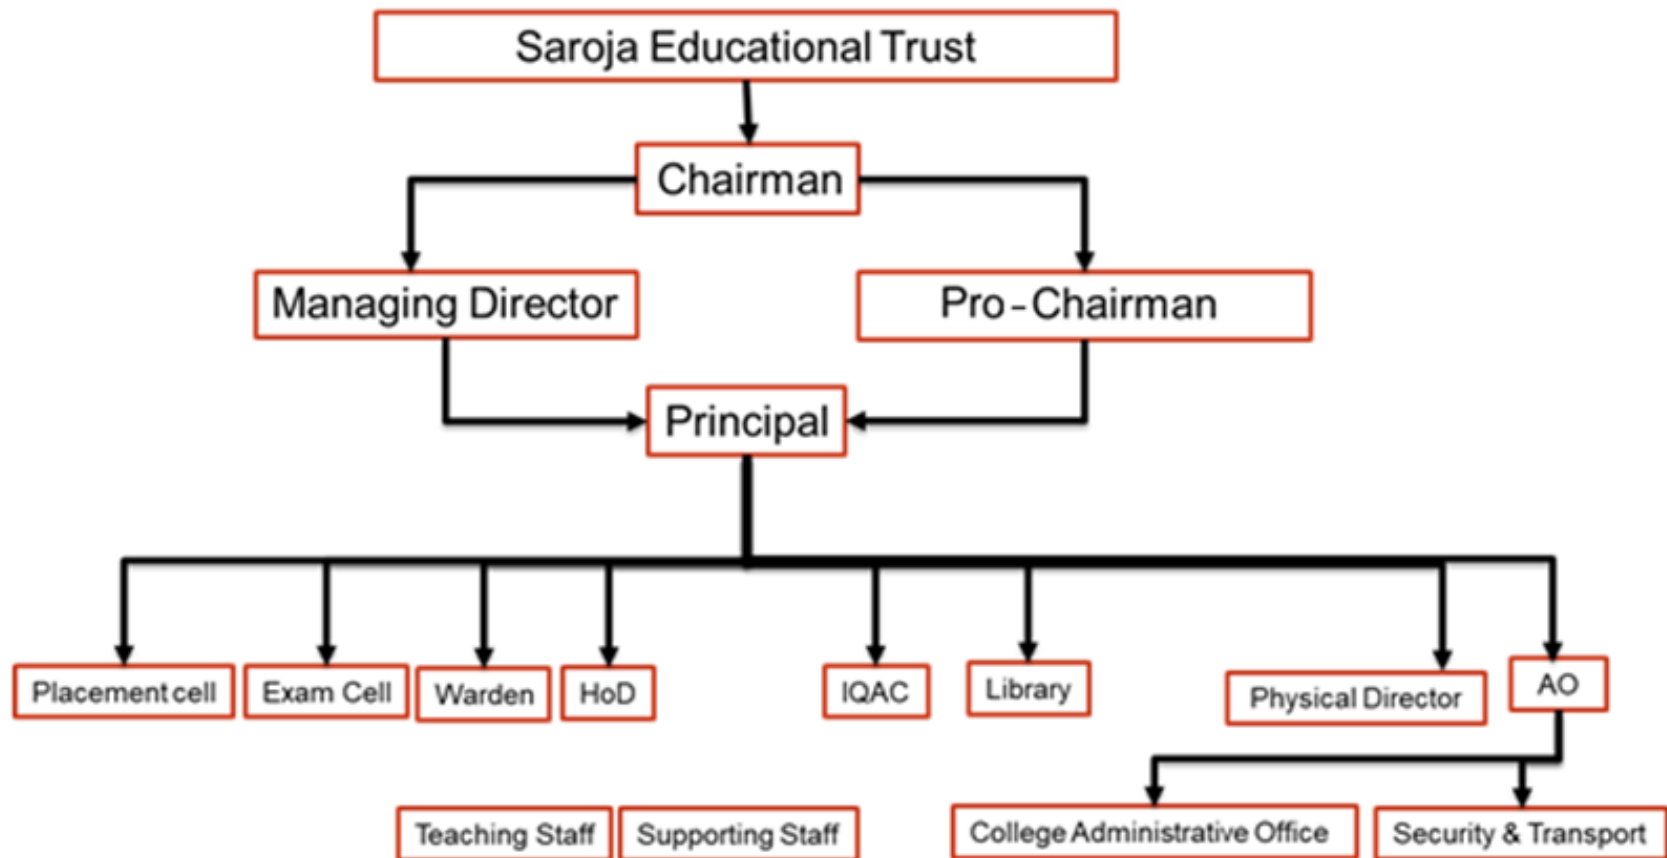 Saroja Educational Trust
Chairman
Managing Director
Pro-Chairman
Principal
Placement cell
Exam Cell
Warden
HoD
IQAC
Library
Physical Director
AO
Teaching Staff
Supporting Staff
College Administrative Office
Security & Transport